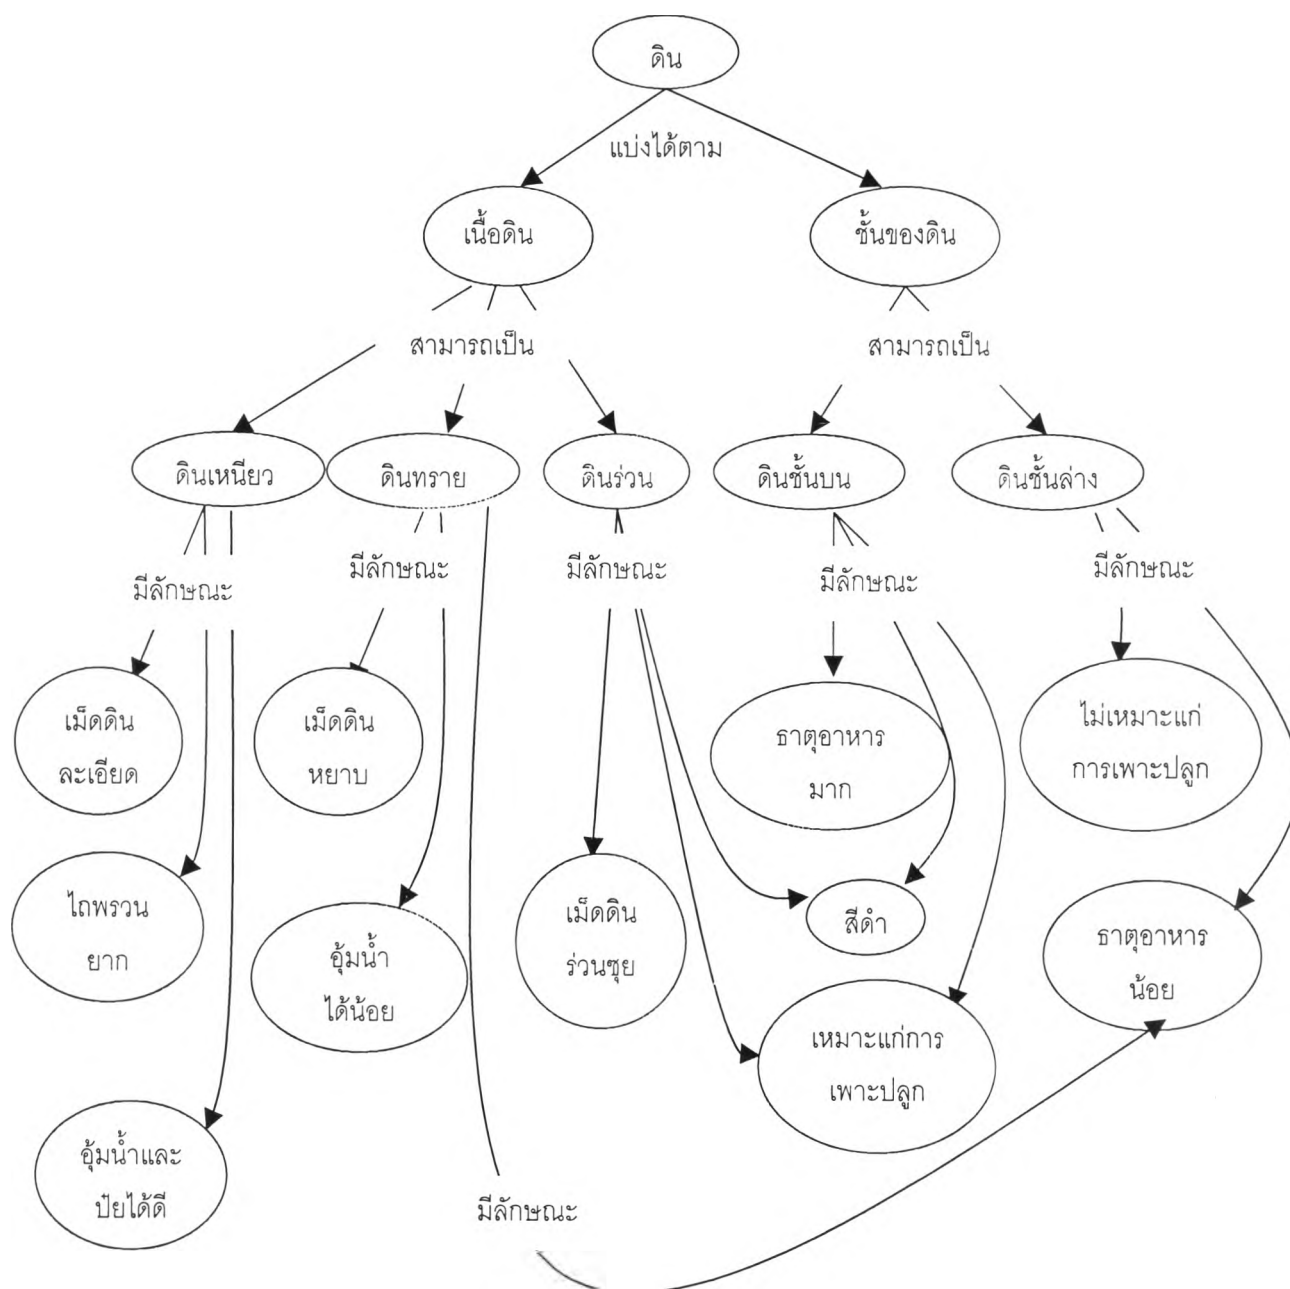 ดิน
แบ่งได้ตาม
เนื้อดิน
ชั้นของดิน
สามารถเป็น
สามารถเป็น
ดินเหนียว
ดินทราย
ดินร่วน
ดินชั้นบน
ดินชั้นล่าง
มีลักษณะ
มีลักษณะ
มีลักษณะ
มีลักษณะ
มีลักษณะ
เม็ดดิน
ละเอียด
เม็ดดิน
หยาบ
ธาตุอาหาร
มาก
ไม่เหมาะแก่
การเพาะปลูก
ไถพรวน
ยาก
อุ้มน้ำ
ได้น้อย
เม็ดดิน
ร่วนซุย
สีดำ
ธาตุอาหาร
น้อย
เหมาะแก่การ
เพาะปลูก
อุ้มน้ำและ
ปุ๋ยได้ดี
มีลักษณะ